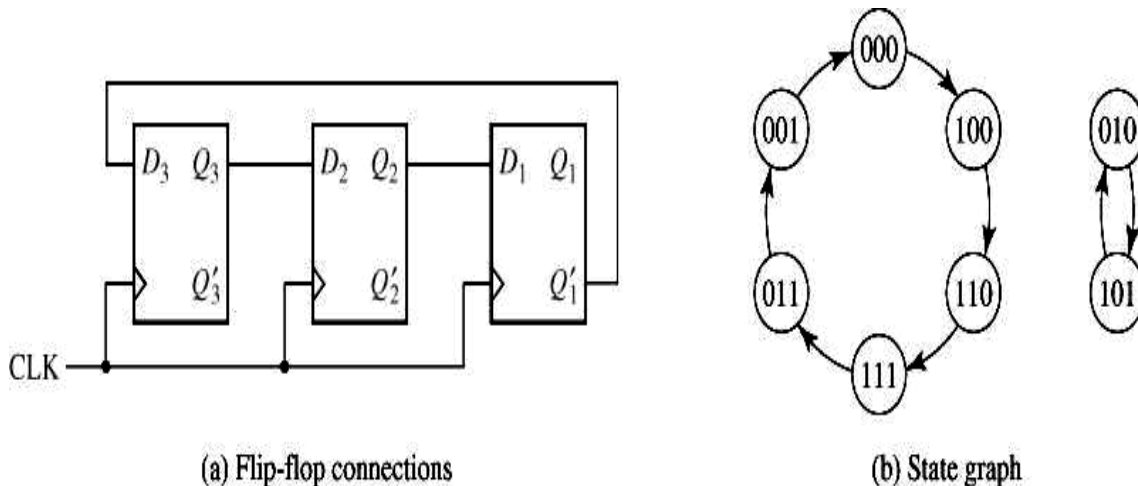 000
001
100
010
D₃ Q₃ D₂ Q₂ D₁ Q₁
Q′₃ Q′₂ Q′₁
011
110
101
CLK
111
(a) Flip-flop connections
(b) State graph